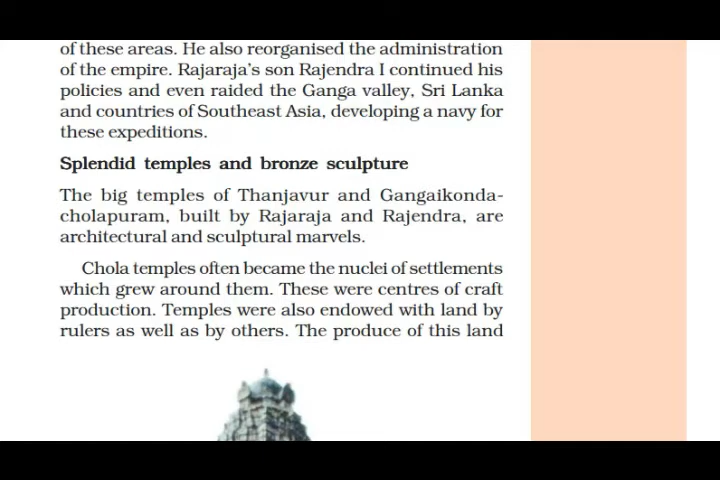 of these areas. He also reorganised the administration
of the empire. Rajaraja's son Rajendra I continued his
policies and even raided the Ganga valley, Sri Lanka
and countries of Southeast Asia, developing a navy for
these expeditions.
Splendid temples and bronze sculpture
The big temples of Thanjavur and Gangaikonda-
cholapuram, built by Rajaraja and Rajendra, are
architectural and sculptural marvels.
Chola temples often became the nuclei of settlements
which grew around them. These were centres of craft
production. Temples were also endowed with land by
rulers as well as by others. The produce of this land